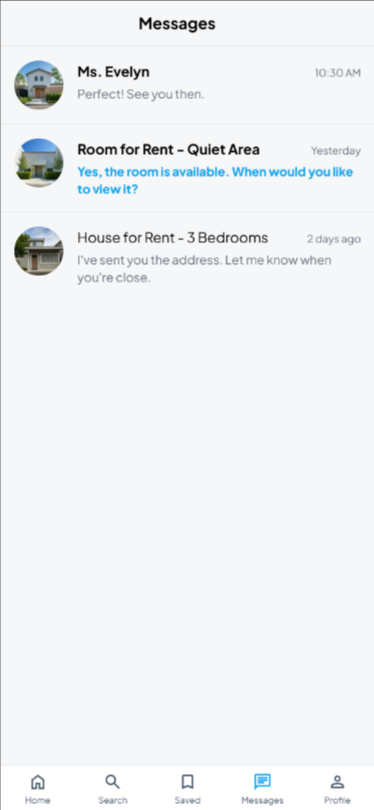 Messages
Ms. Evelyn
10:30 AM
Perfect! See you then.
Room for Rent - Quiet Area
Yesterday
Yes, the room is available. When would you like
to view it?
House for Rent - 3 Bedrooms
2 days ago
I've sent you the address. Let me know when
you're close.
Home
Search
Saved
Messages
Profile